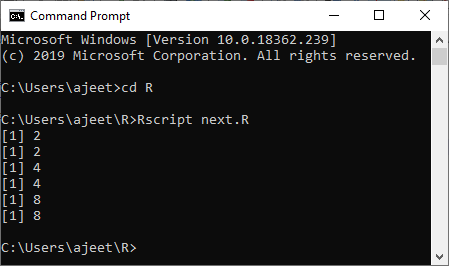 Command Prompt
Microsoft Windows [Version 10.0.18362.239]
(c) 2019 Microsoft Corporation. All rights reserved.
C:\Users\ajeet>cd R
C:\Users\ajeet\R>Rscript next.R
[1] 2
[1] 2
[1] 4
[1] 4
[1] 8
[1] 8
C:\Users\ajeet\R>